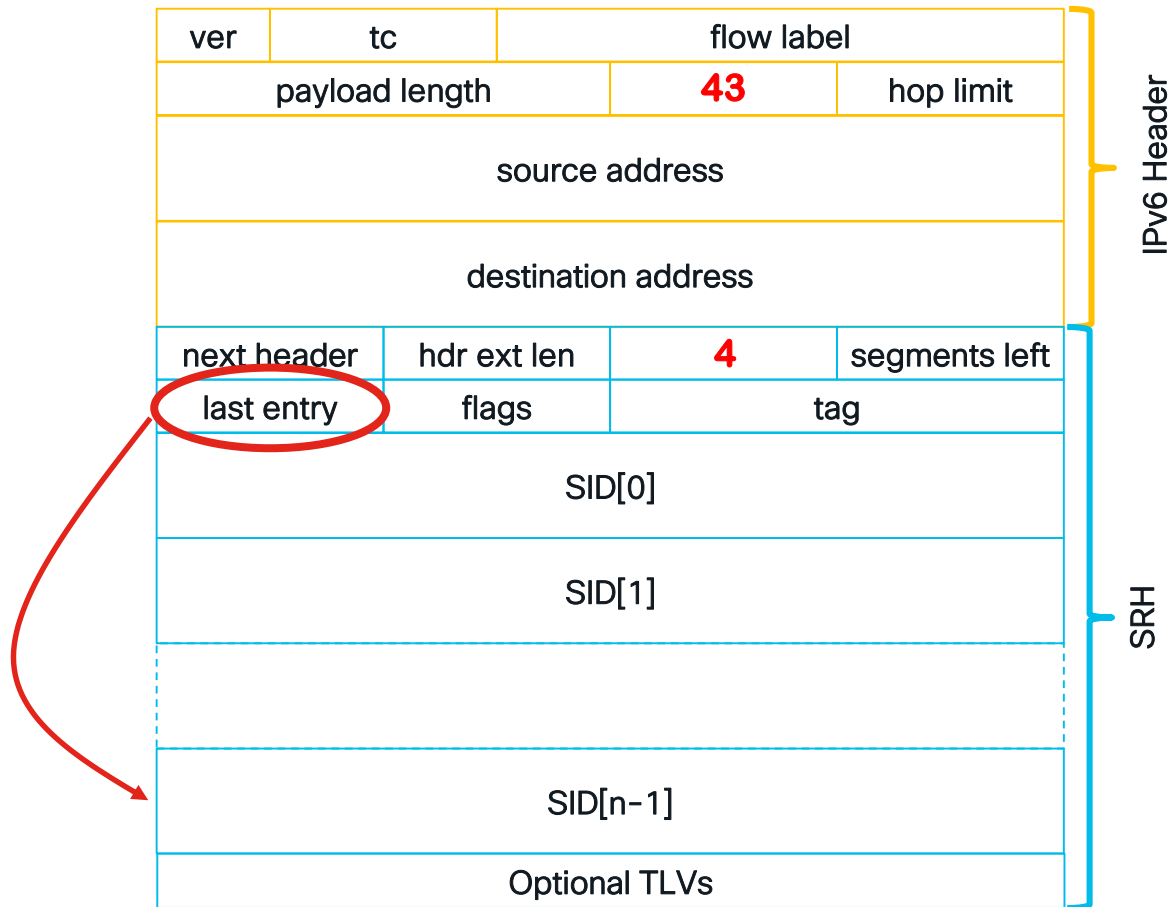 ver tc flow label
payload length 43 hop limit
source address
destination address
IPv6 Header
next header hdr ext len 4 segments left
last entry flags tag
SID[0]
SID[1]
SID[n-1]
Optional TLVs
SRH